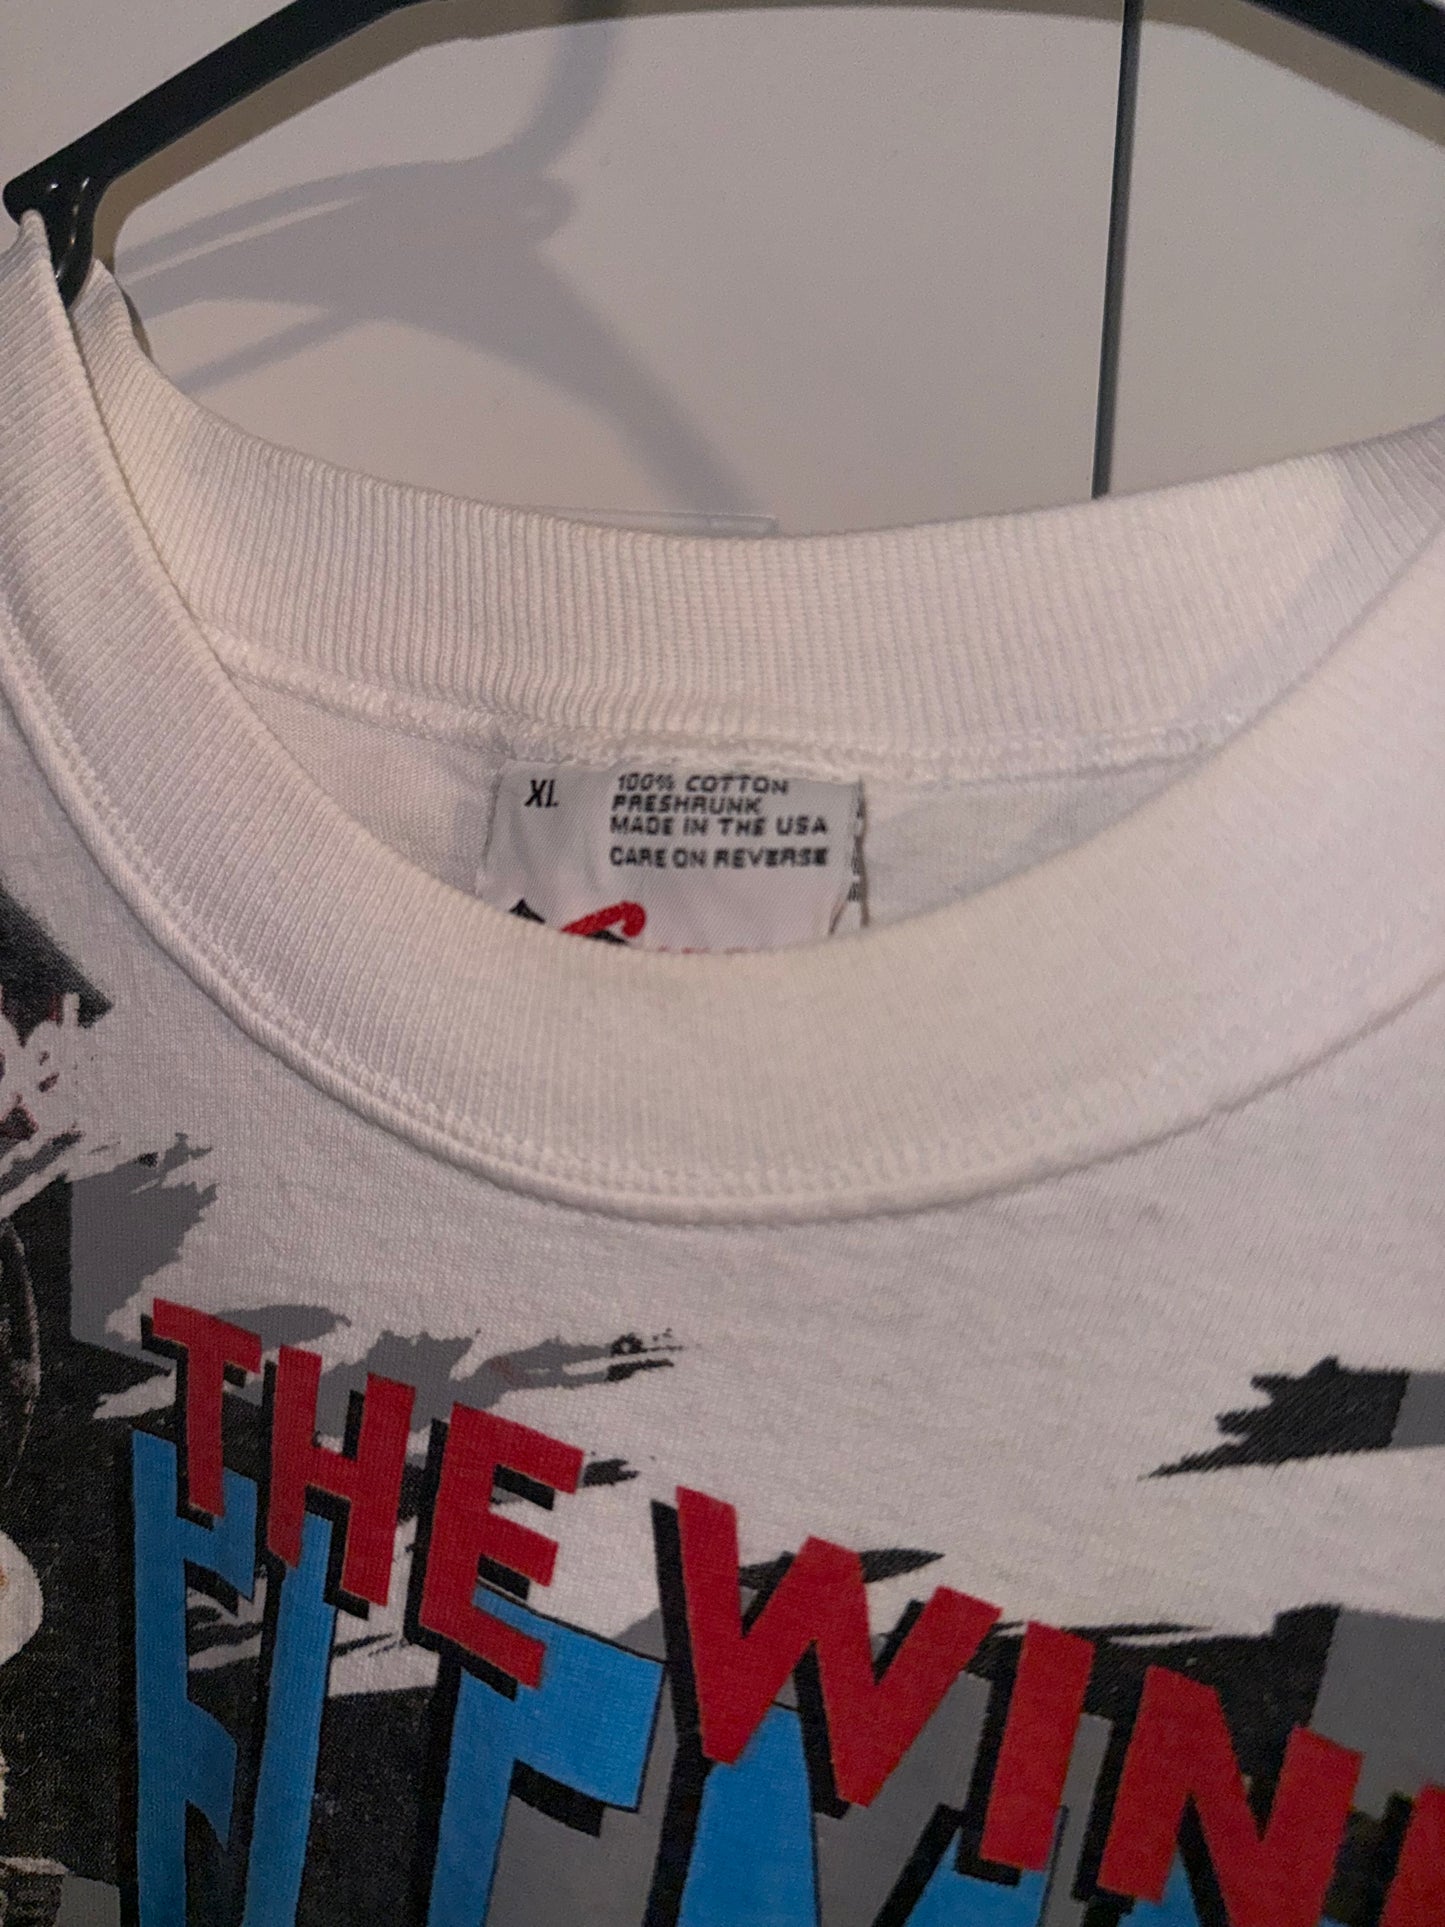 XL
100% COTTON
PRESHRUNK
MADE IN THE USA
CARE ON REVERSE
THE WIN